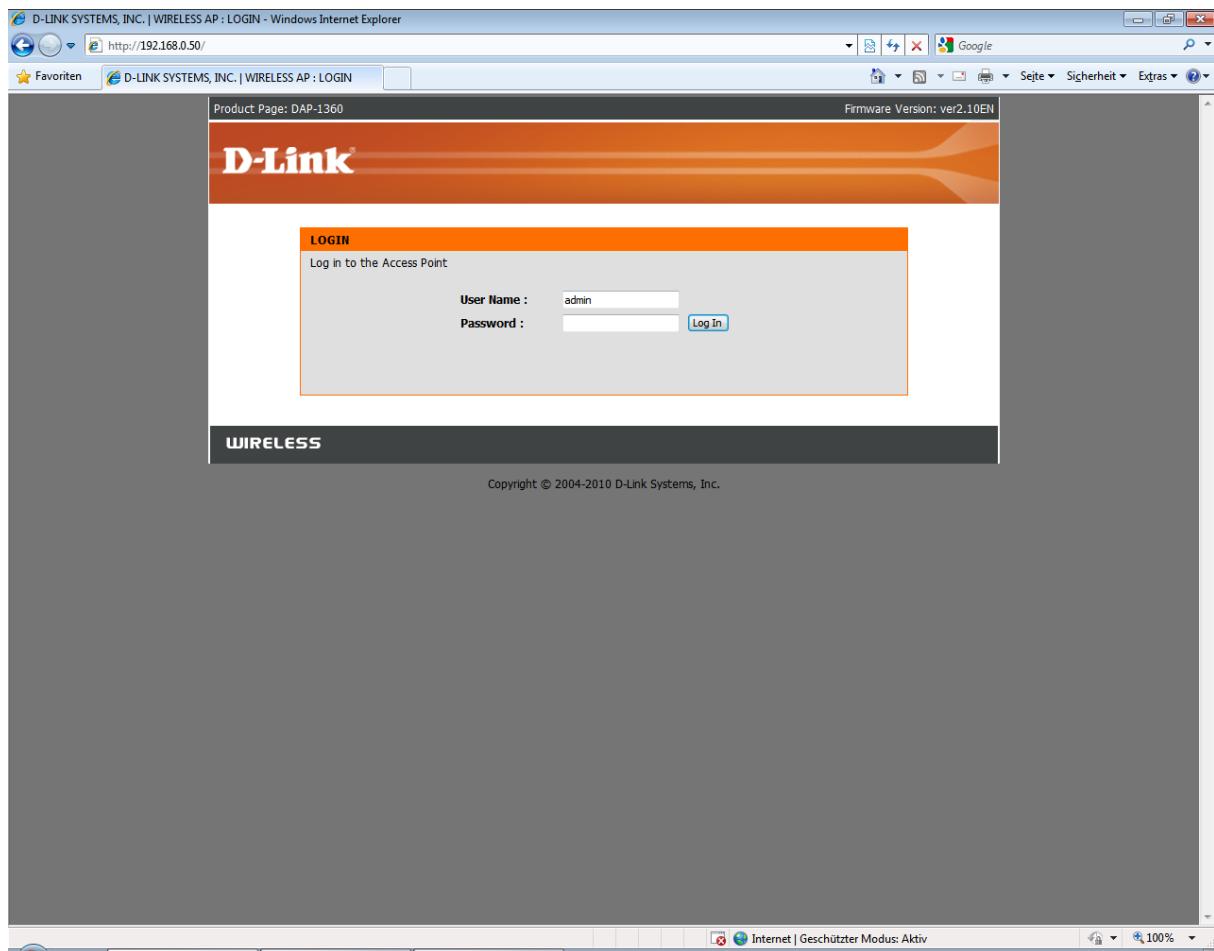 D-LINK SYSTEMS, INC. | WIRELESS AP : LOGIN - Windows Internet Explorer
http://192.168.0.50/
Google
Favoriten
D-LINK SYSTEMS, INC. | WIRELESS AP : LOGIN
Seite
Sicherheit
Extras
Product Page: DAP-1360
Firmware Version: ver2.10EN
D-Link
LOGIN
Log in to the Access Point
User Name :
admin
Password :
Log In
WIRELESS
Copyright © 2004-2010 D-Link Systems, Inc.
Internet | Geschützter Modus: Aktiv
100%